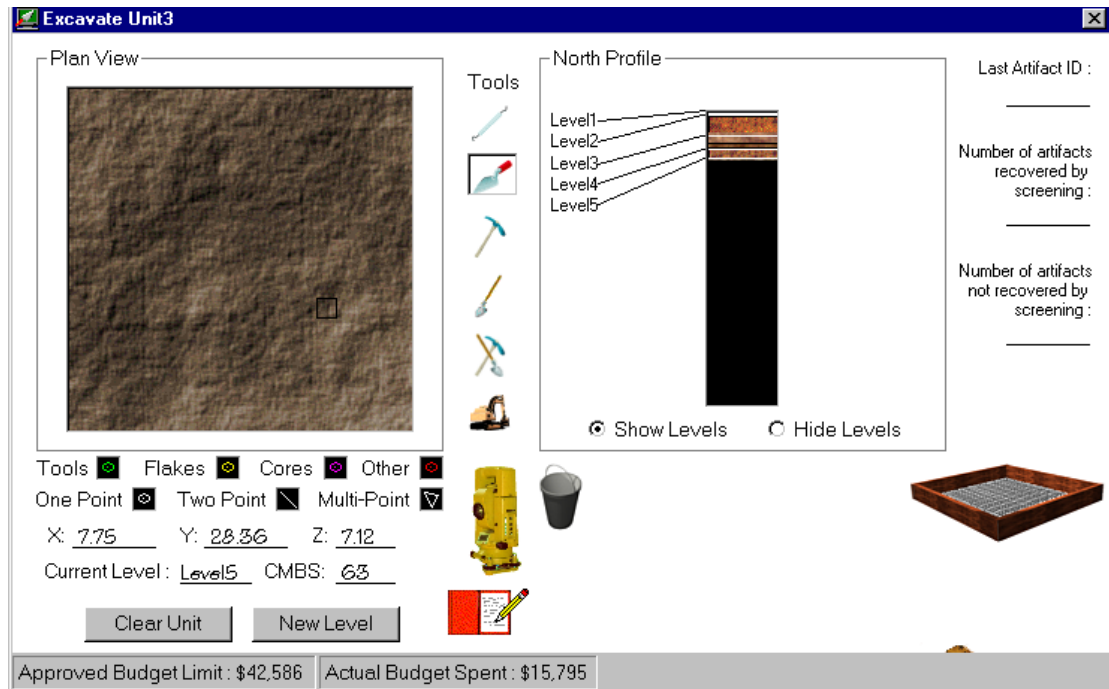 Excavate Unit3
Plan View
Tools
North Profile
Last Artifact ID :
Level1
Level2
Level3
Level4
Level5
Number of artifacts
recovered by
screening :
Number of artifacts
not recovered by
screening :
Show Levels Hide Levels
Tools Flakes Cores Other
One Point Two Point Multi-Point
X: 7.75 Y: 28.36 Z: 7.12
Current Level : Level5 CMBS: 63
Clear Unit New Level
Approved Budget Limit : $42,586 Actual Budget Spent : $15,795